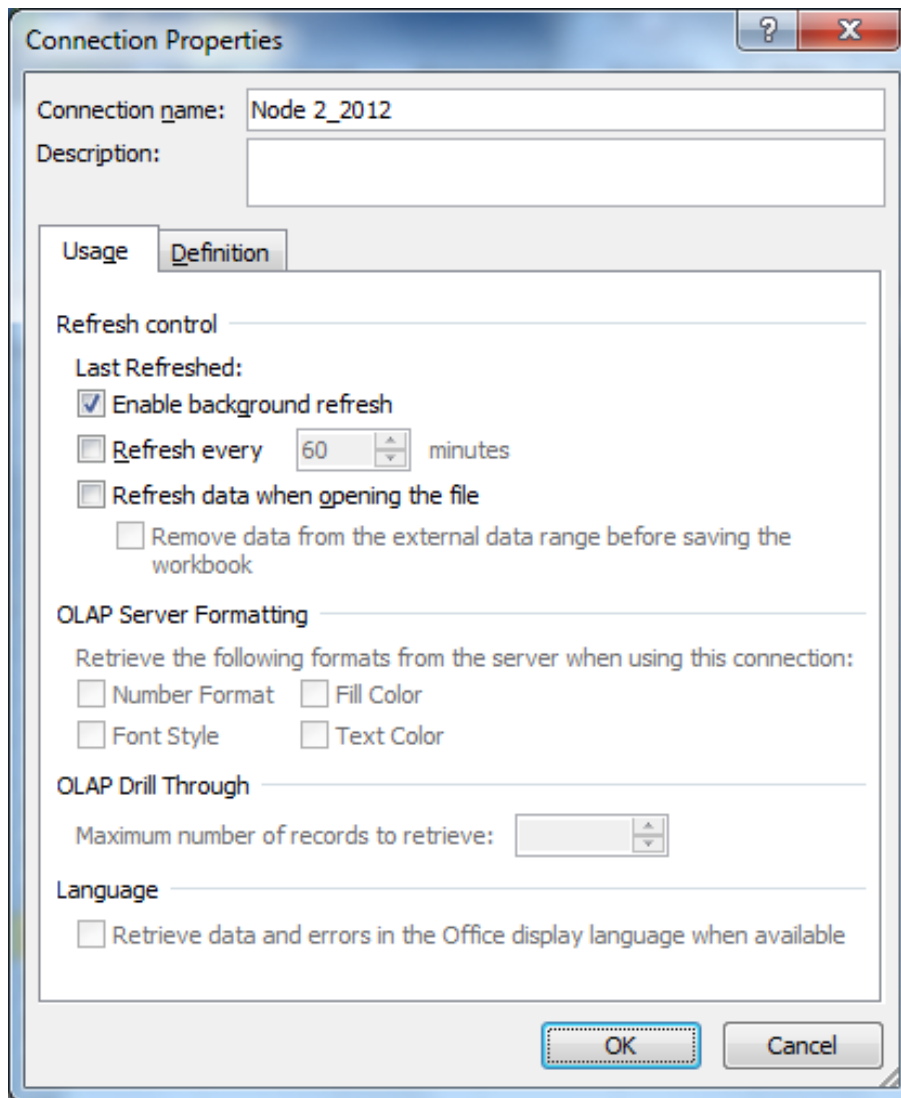 Connection Properties
Connection name: Node 2_2012
Description:
Usage Definition
Refresh control
Last Refreshed:
Enable background refresh
Refresh every 60 minutes
Refresh data when opening the file
Remove data from the external data range before saving the
workbook
OLAP Server Formatting
Retrieve the following formats from the server when using this connection:
Number Format Fill Color
Font Style Text Color
OLAP Drill Through
Maximum number of records to retrieve:
Language
Retrieve data and errors in the Office display language when available
OK Cancel